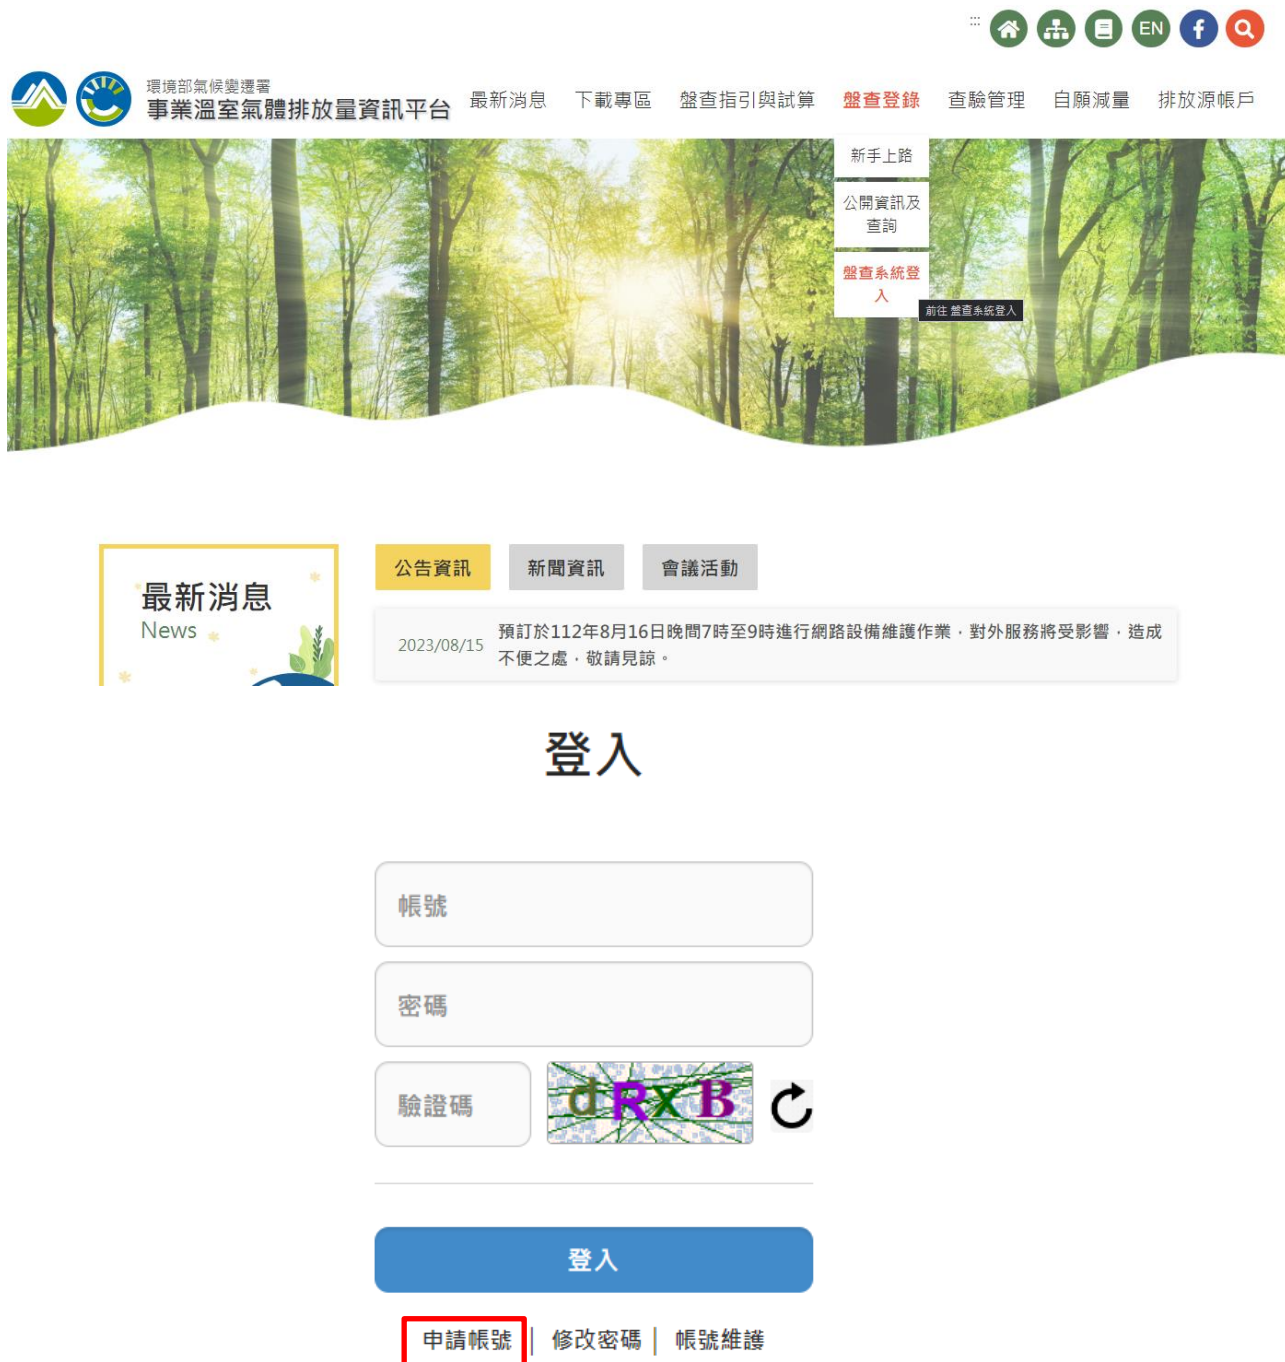 EN
環境部氣候變遷署
事業溫室氣體排放量資訊平台
最新消息 下載專區 盤查指引與試算 盤查登錄 查驗管理 自願減量 排放源帳戶
新手上路
公開資訊及
查詢
盤查系統登
入
前往 盤查系統登入
最新消息
News
公告資訊 新聞資訊 會議活動
2023/08/15 預訂於112年8月16日晚間7時至9時進行網路設備維護作業，對外服務將受影響，造成
不便之處，敬請見諒。
登入
帳號
密碼
驗證碼 dRxB
登入
申請帳號 | 修改密碼 | 帳號維護